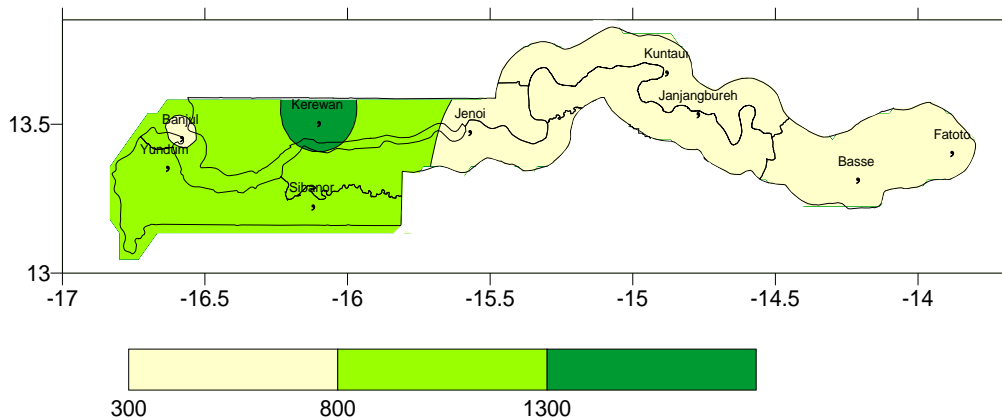 Kuntaur
Janjangbureh
Kerewan
Jenoi
Banjul
13.5
Fatoto
Yundum
Basse
Sibanor
13
-17 -16.5 -16 -15.5 -15 -14.5 -14
300 800 1300